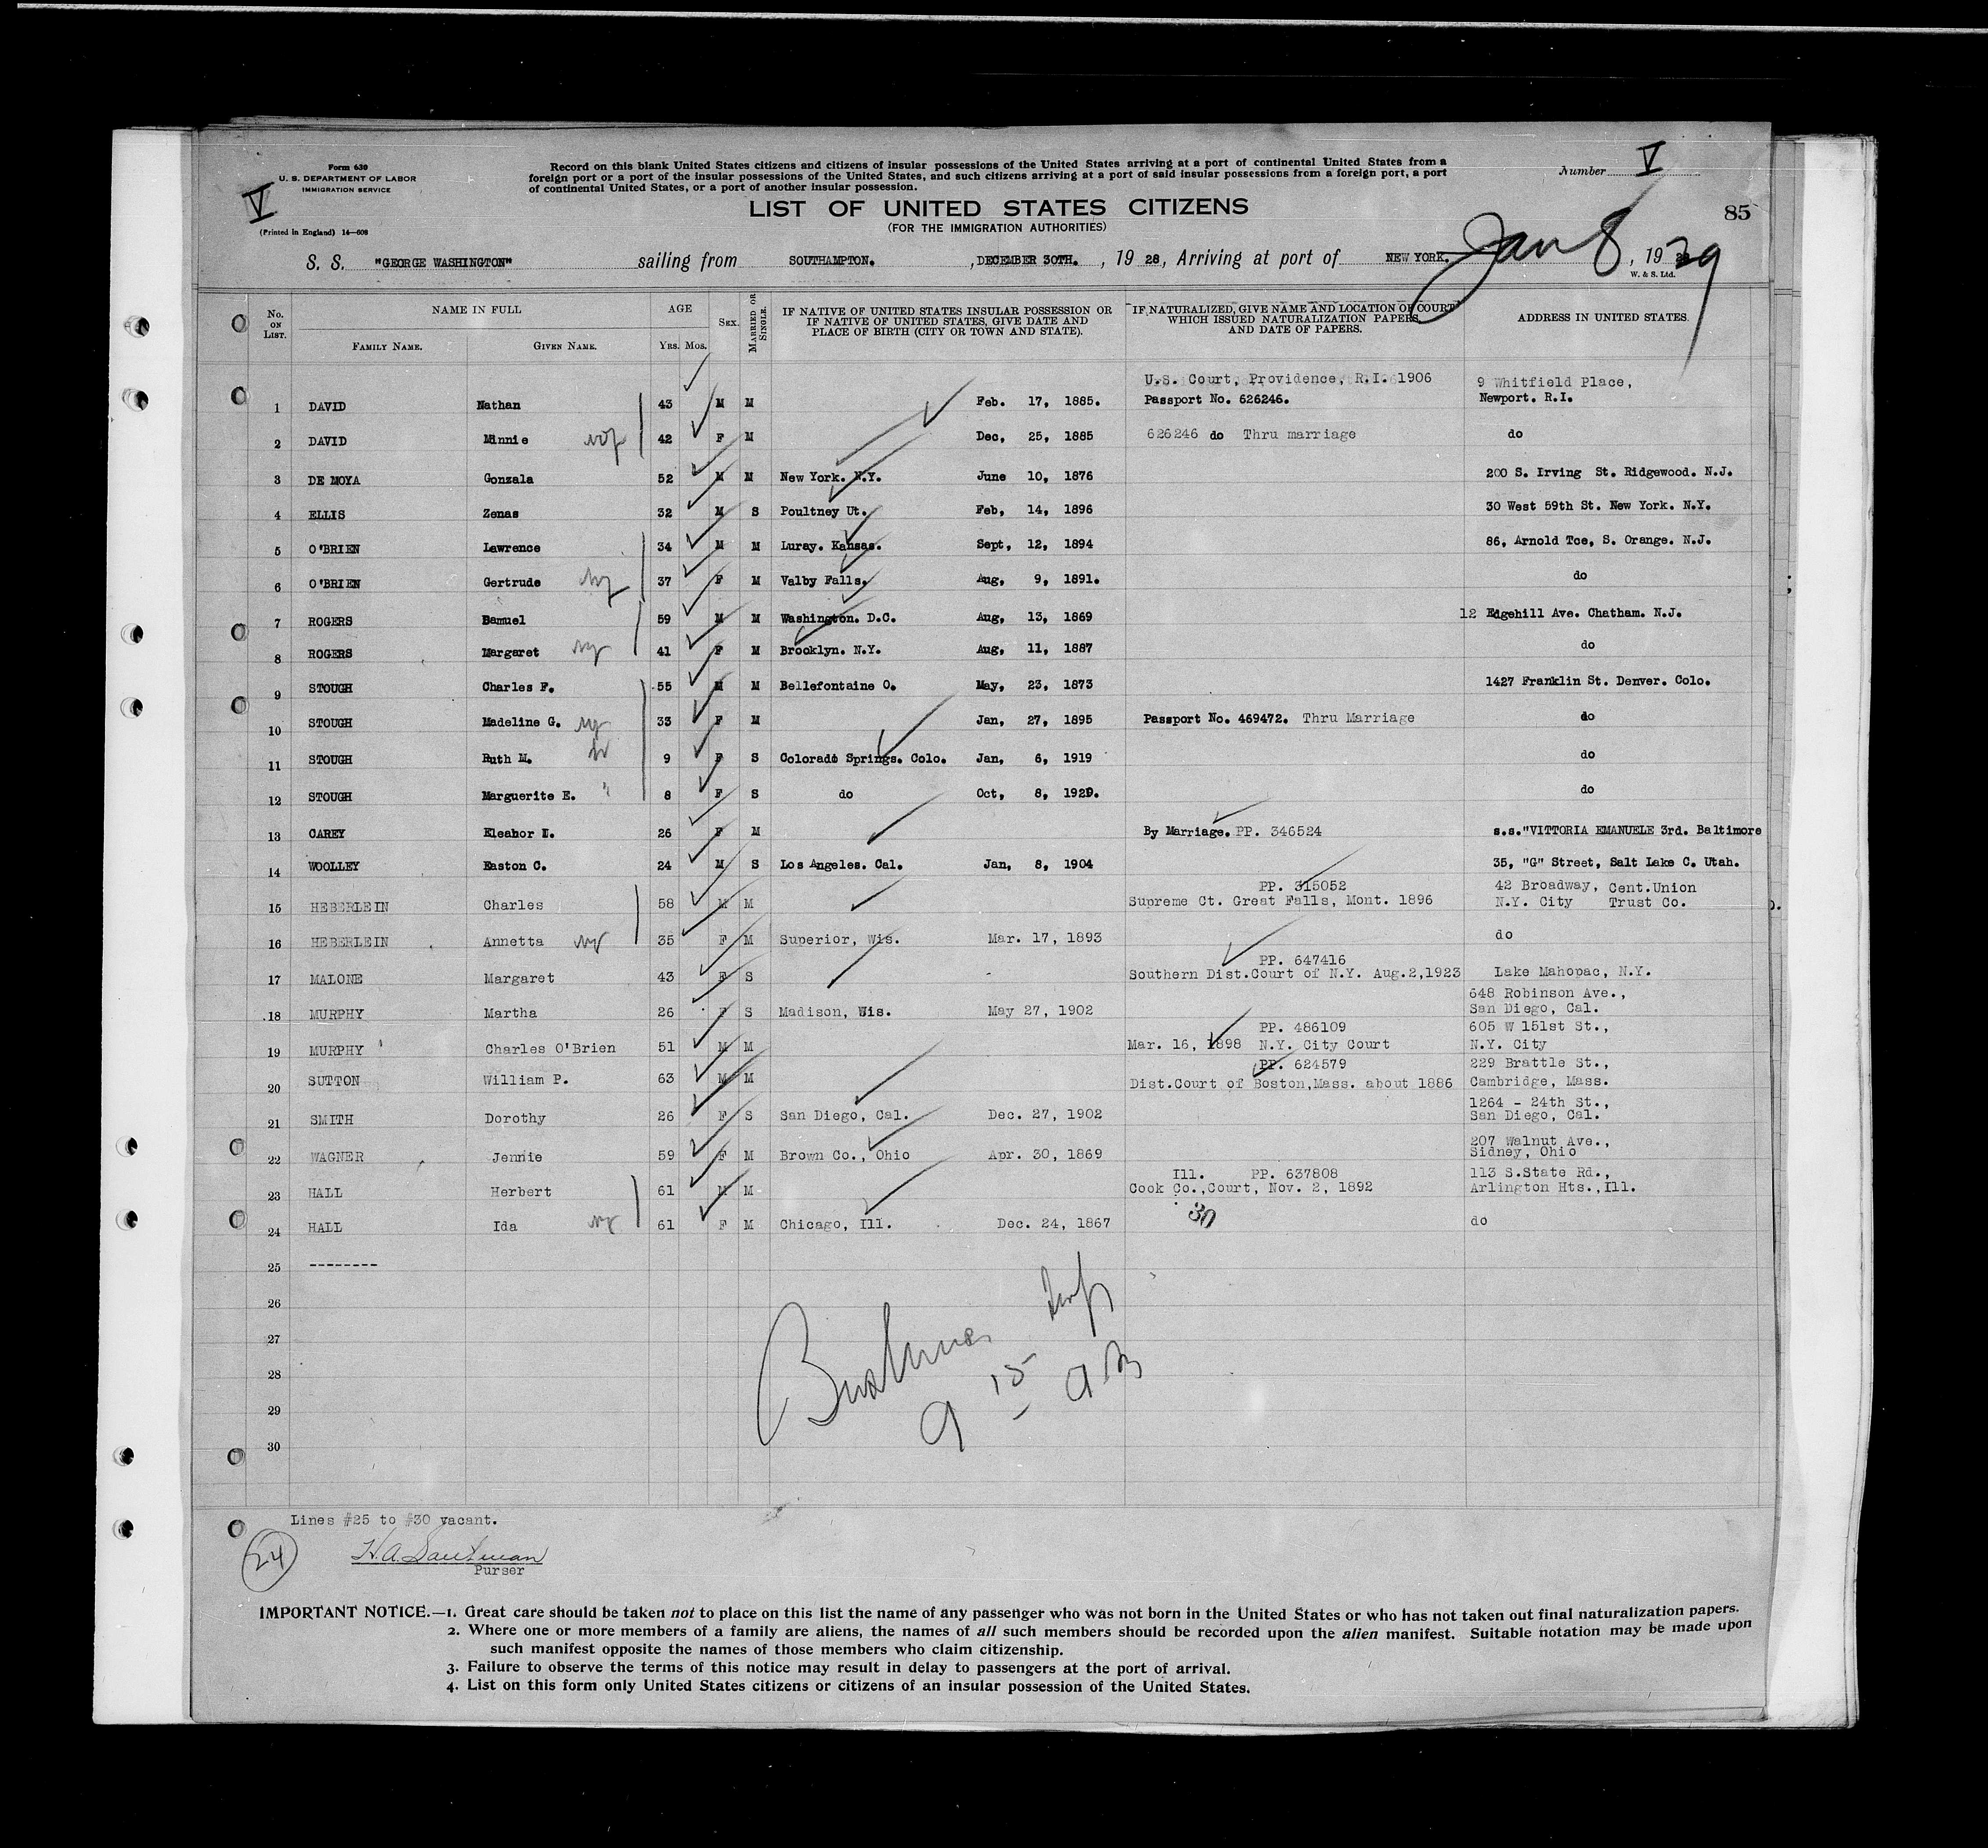 Form 630
U. S. DEPARTMENT OF LABOR
IMMIGRATION SERVICE
V
(Printed in England) 14—608
Record on this blank United States citizens and citizens of insular possessions of the United States arriving at a port of continental United States from a
foreign port or a port of the insular possessions of the United States, and such citizens arriving at a port of said insular possessions from a foreign port, a port
of continental United States, or a port of another insular possession.
Number V
85
LIST OF UNITED STATES CITIZENS
(FOR THE IMMIGRATION AUTHORITIES)
S. S. "GEORGE WASHINGTON" sailing from SOUTHAMPTON. , DECEMBER 30TH. , 19 28, Arriving at port of NEW YORK. Jan 8, 1929
W. & S. Ltd.
No. ON LIST. NAME IN FULL AGE SEX. MARRIED OR SINGLE. IF NATIVE OF UNITED STATES INSULAR POSSESSION OR IF NATIVE OF UNITED STATES, GIVE DATE AND PLACE OF BIRTH (CITY OR TOWN AND STATE). IF NATURALIZED, GIVE NAME AND LOCATION OF COURT WHICH ISSUED NATURALIZATION PAPERS, AND DATE OF PAPERS. ADDRESS IN UNITED STATES.
FAMILY NAME. GIVEN NAME. YRS. MOS.
U.S. Court, Providence, R.I. 1906 9 Whitfield Place,
1 DAVID Nathan 43 M M Feb. 17, 1885. Passport No. 626246. Newport. R.I.
2 DAVID Minnie 42 F M Dec, 25, 1885 626246 do Thru marriage do
3 DE MOYA Gonzala 52 M M New York. N.Y. June 10, 1876 200 S. Irving St. Ridgewood. N.J.
4 ELLIS Zenas 32 M S Poultney Ut. Feb, 14, 1896 30 West 59th St. New York. N.Y.
5 O'BRIEN Lawrence 34 M M Luray. Kansas. Sept, 12, 1894 86, Arnold Tce, S. Orange. N.J.
6 O'BRIEN Gertrude 37 F M Valby Falls. Aug, 9, 1891. do
7 ROGERS Samuel 59 M M Washington. D.C. Aug, 13, 1869 12 Edgehill Ave. Chatham. N.J.
8 ROGERS Margaret 41 F M Brooklyn. N.Y. Aug, 11, 1887 do
9 STOUGH Charles F. 55 M M Bellefontaine O. May, 23, 1873 1427 Franklin St. Denver. Colo.
10 STOUGH Madeline G. 33 F M Jan, 27, 1895 Passport No. 469472. Thru Marriage do
11 STOUGH Ruth M. 9 F S Colorado Springs. Colo. Jan, 6, 1919 do
12 STOUGH Marguerite E. 8 F S do Oct, 8, 1920. do
13 CAREY Eleanor 26 F M By Marriage. PP. 346524 s.s."VITTORIA EMANUELE 3rd. Baltimore
14 WOOLLEY Easton C. 24 M S Los Angeles. Cal. Jan, 8, 1904 35, "G" Street, Salt Lake C. Utah.
PP. 315052 42 Broadway, Cent.Union
15 HEBERLEIN Charles 58 M M Supreme Ct. Great Falls, Mont. 1896 N.Y. City Trust Co.
16 HEBERLEIN Annetta 35 F M Superior, Wis. Mar. 17, 1893 do
PP. 647416
17 MALONE Margaret 43 F S Southern Dist.Court of N.Y. Aug.2,1923 Lake Mahopac, N.Y.
648 Robinson Ave.,
18 MURPHY Martha 26 F S Madison, Wis. May 27, 1902 San Diego, Cal.
PP. 486109 605 W 151st St.,
19 MURPHY Charles O'Brien 51 M M Mar. 16, 1898 N.Y. City Court N.Y. City
PP. 624579 229 Brattle St.,
20 SUTTON William P. 63 M M Dist.Court of Boston,Mass. about 1886 Cambridge, Mass.
1264 - 24th St.,
21 SMITH Dorothy 26 F S San Diego, Cal. Dec. 27, 1902 San Diego, Cal.
207 Walnut Ave.,
22 WAGNER Jennie 59 F M Brown Co., Ohio Apr. 30, 1869 Sidney, Ohio
Ill. PP. 637808 113 S.State Rd.,
23 HALL Herbert 61 M M Cook Co.,Court, Nov. 2, 1892 Arlington Hts.,Ill.
24 HALL Ida 61 F M Chicago, Ill. Dec. 24, 1867 do
30
25 --------
26
27
28
29
30
9 15 AM
Lines #25 to #30 vacant.
24
Purser
IMPORTANT NOTICE.—1. Great care should be taken not to place on this list the name of any passenger who was not born in the United States or who has not taken out final naturalization papers.
2. Where one or more members of a family are aliens, the names of all such members should be recorded upon the alien manifest. Suitable notation may be made upon
such manifest opposite the names of those members who claim citizenship.
3. Failure to observe the terms of this notice may result in delay to passengers at the port of arrival.
4. List on this form only United States citizens or citizens of an insular possession of the United States.